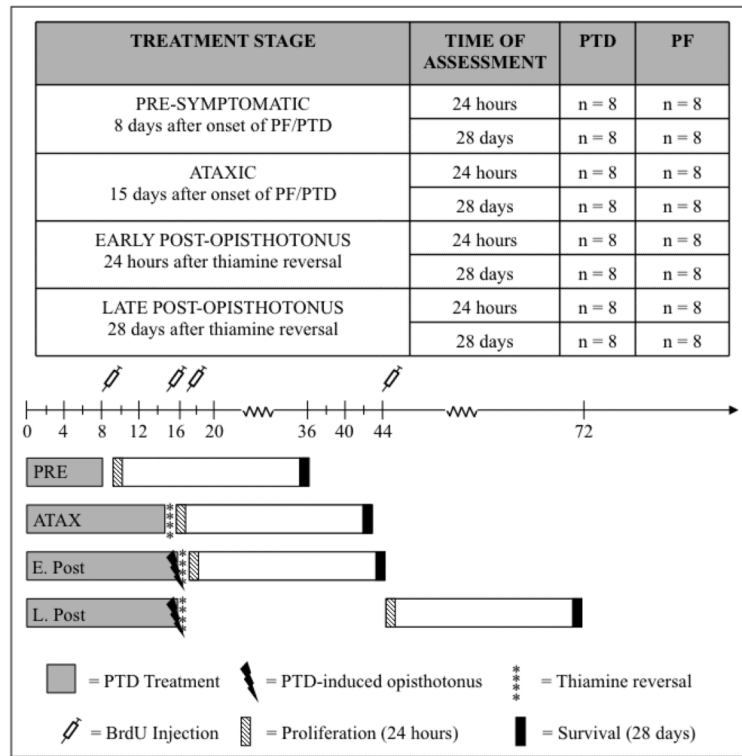 TREATMENT STAGE
TIME OF ASSESSMENT
PTD
PF
PRE-SYMPTOMATIC
8 days after onset of PF/PTD
24 hours
n = 8
n = 8
28 days
n = 8
n = 8
ATAXIC
15 days after onset of PF/PTD
24 hours
n = 8
n = 8
28 days
n = 8
n = 8
EARLY POST-OPISTHOTONUS
24 hours after thiamine reversal
24 hours
n = 8
n = 8
28 days
n = 8
n = 8
LATE POST-OPISTHOTONUS
28 days after thiamine reversal
24 hours
n = 8
n = 8
28 days
n = 8
n = 8
0 4 8 12 16 20 36 40 44 72
PRE
ATAX
E. Post
L. Post
= PTD Treatment
= PTD-induced opisthotonus
= Thiamine reversal
= BrdU Injection
= Proliferation (24 hours)
= Survival (28 days)